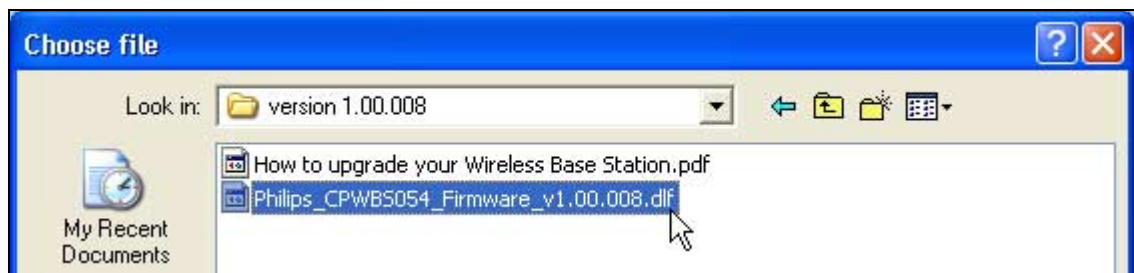 Choose file
Look in: version 1.00.008
How to upgrade your Wireless Base Station.pdf
Philips_CPWBS054_Firmware_v1.00.008.dlf
My Recent
Documents